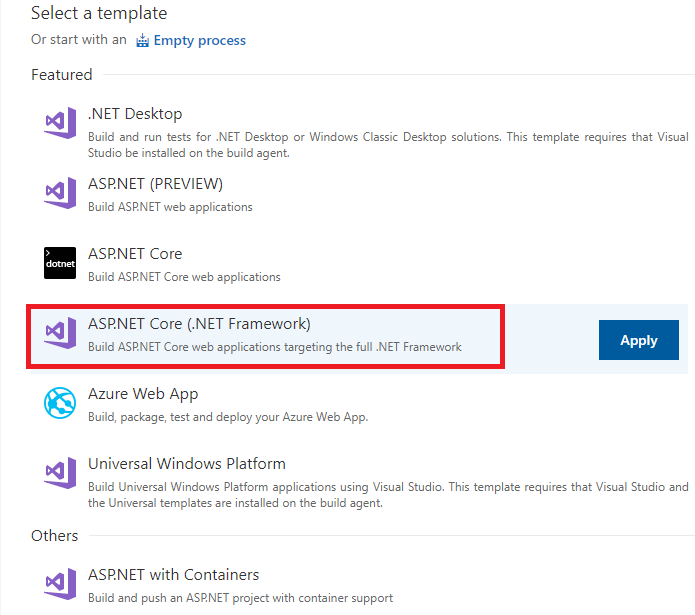 Select a template
Or start with an Empty process
Featured
.NET Desktop
Build and run tests for .NET Desktop or Windows Classic Desktop solutions. This template requires that Visual
Studio be installed on the build agent.
ASP.NET (PREVIEW)
Build ASP.NET web applications
>
dotnet
ASP.NET Core
Build ASP.NET Core web applications
ASP.NET Core (.NET Framework)
Build ASP.NET Core web applications targeting the full .NET Framework
Apply
Azure Web App
Build, package, test and deploy your Azure Web App.
Universal Windows Platform
Build Universal Windows Platform applications using Visual Studio. This template requires that Visual Studio and
the Universal templates are installed on the build agent.
Others
ASP.NET with Containers
Build and push an ASP.NET project with container support